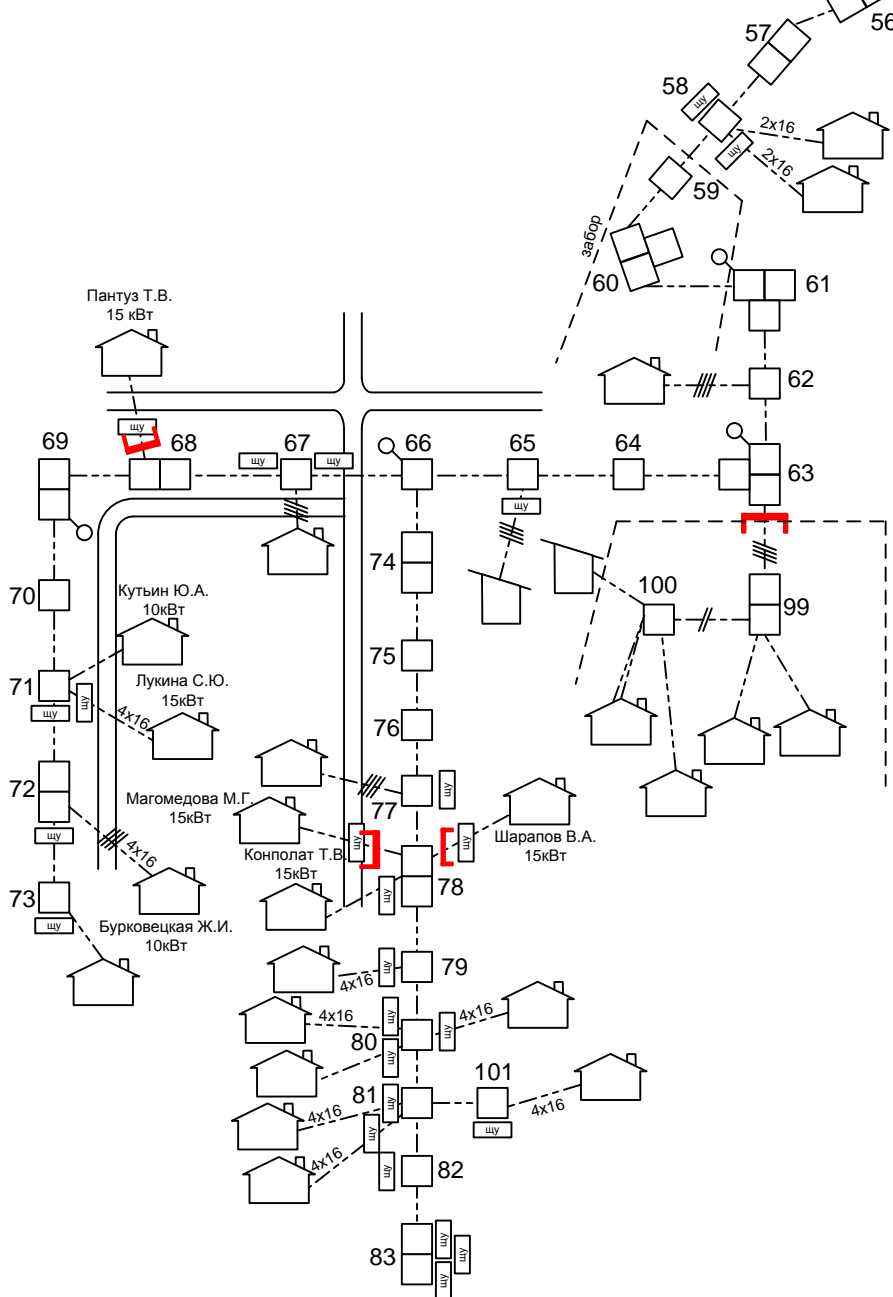 56
57
58
щу
2х16
щу
2х16
59
забор
60
61
Пантуз Т.В.
15 кВт
62
щу
69
68
67
66
65
64
63
щу
щу
щу
74
70
Кутьин Ю.А.
10кВт
100
99
75
71
Лукина С.Ю.
15кВт
щу
щу
4х16
76
72
Магомедова М.Г.
15кВт
77
щу
щу
4х16
Конполат Т.В.
15кВт
щу
щу
Шарапов В.А.
15кВт
78
щу
73
щу
Бурковецкая Ж.И.
10кВт
79
щу
4х16
4х16
щу
щу
4х16
80
щу
81
щу
101
4х16
щу
4х16
щу
4х16
щу
82
83
щу
щу
щу